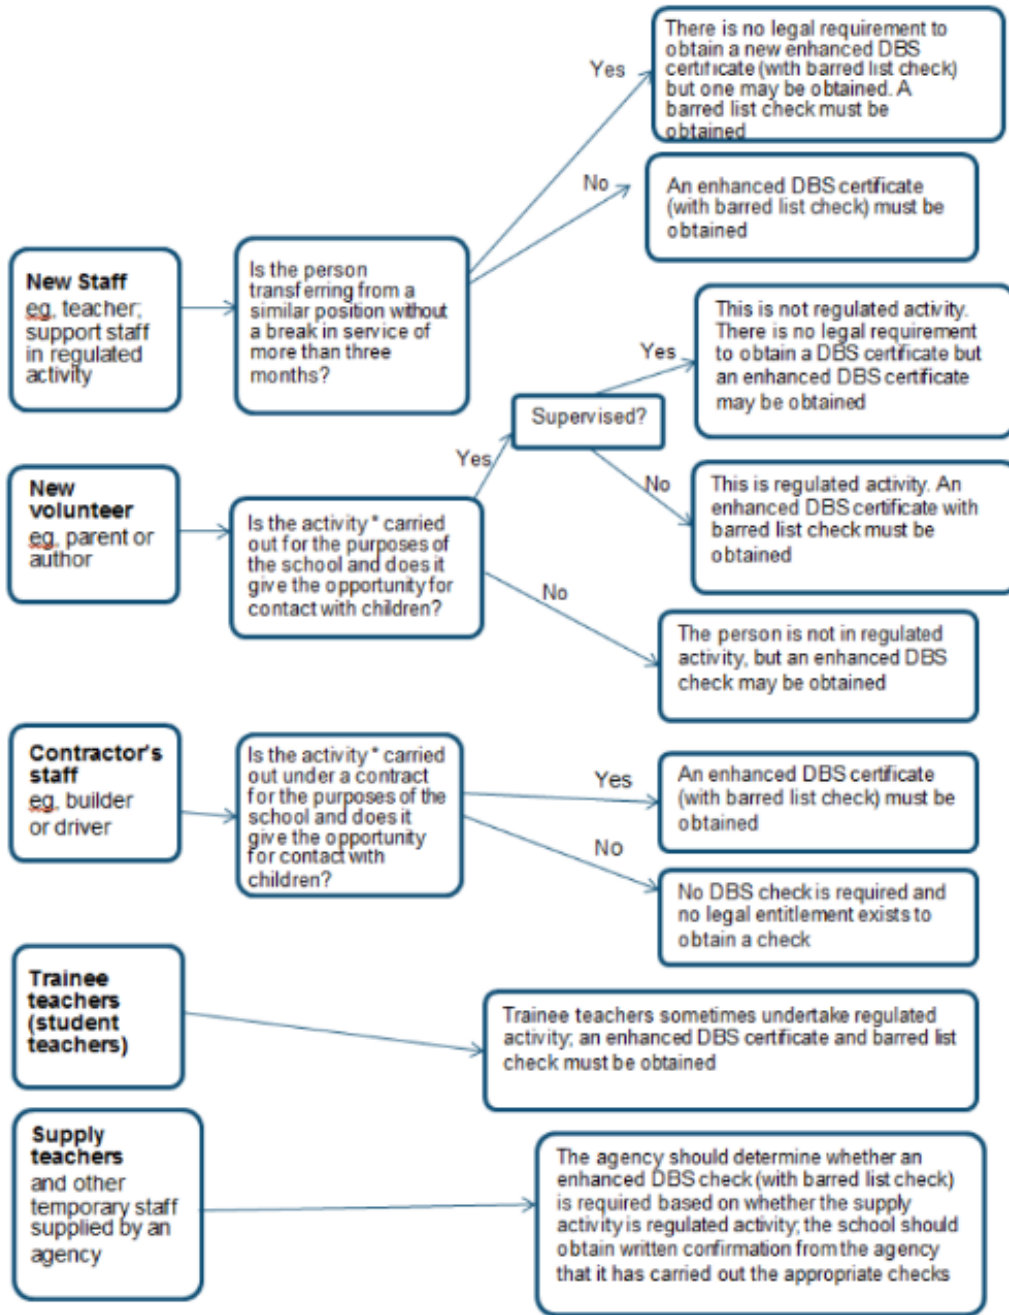 There is no legal requirement to
obtain a new enhanced DBS
certificate (with barred list check)
but one may be obtained. A
barred list check must be
obtained
Yes
No
An enhanced DBS certificate
(with barred list check) must be
obtained
New Staff
eg. teacher;
support staff
in regulated
activity
Is the person
transferring from a
similar position without
a break in service of
more than three
months?
This is not regulated activity.
There is no legal requirement
to obtain a DBS certificate but
an enhanced DBS certificate
may be obtained
Yes
Supervised?
Yes
No
This is regulated activity. An
enhanced DBS certificate with
barred list check must be
obtained
New
volunteer
eg. parent or
author
Is the activity * carried
out for the purposes of
the school and does it
give the opportunity for
contact with children?
No
The person is not in regulated
activity, but an enhanced DBS
check may be obtained
Contractor's
staff
eg. builder
or driver
Is the activity * carried
out under a contract
for the purposes of the
school and does it
give the opportunity
for contact with
children?
Yes
An enhanced DBS certificate
(with barred list check) must be
obtained
No
No DBS check is required and
no legal entitlement exists to
obtain a check
Trainee
teachers
(student
teachers)
Trainee teachers sometimes undertake regulated
activity; an enhanced DBS certificate and barred list
check must be obtained
Supply
teachers
and other
temporary staff
supplied by an
agency
The agency should determine whether an
enhanced DBS check (with barred list check)
is required based on whether the supply
activity is regulated activity; the school should
obtain written confirmation from the agency
that it has carried out the appropriate checks